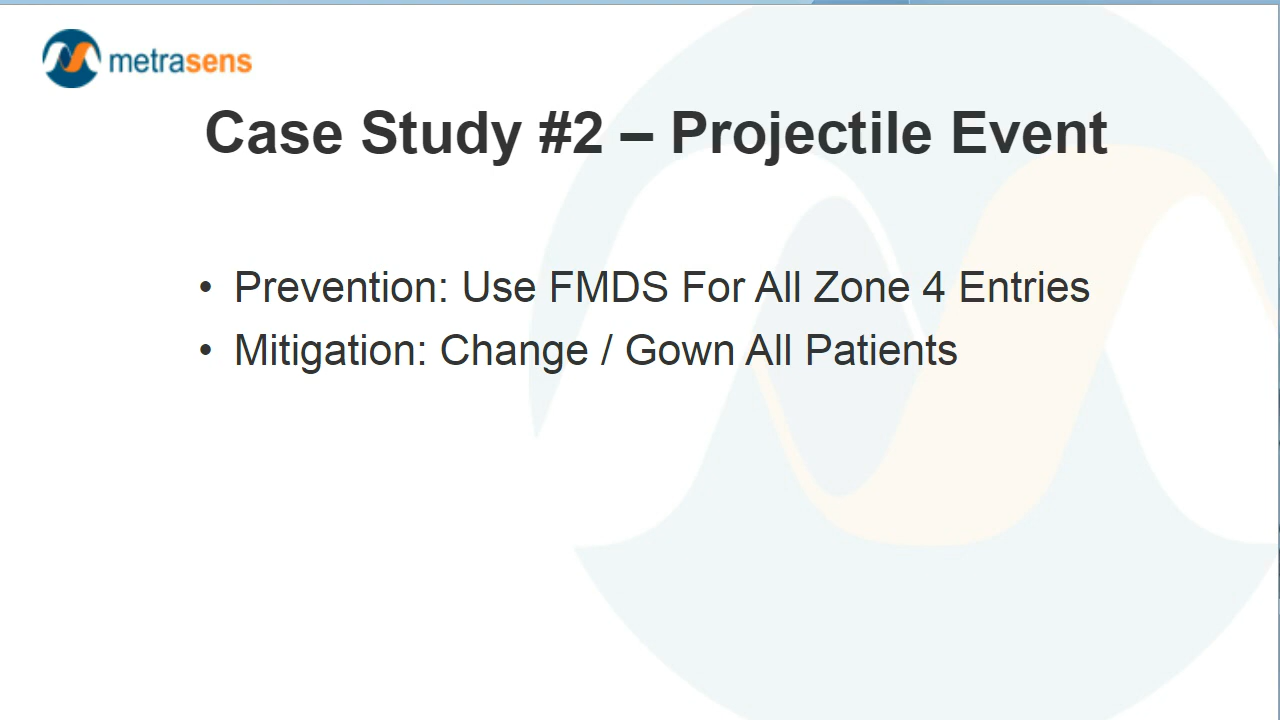 metrasens
Case Study #2 – Projectile Event
• Prevention: Use FMDS For All Zone 4 Entries
• Mitigation: Change / Gown All Patients